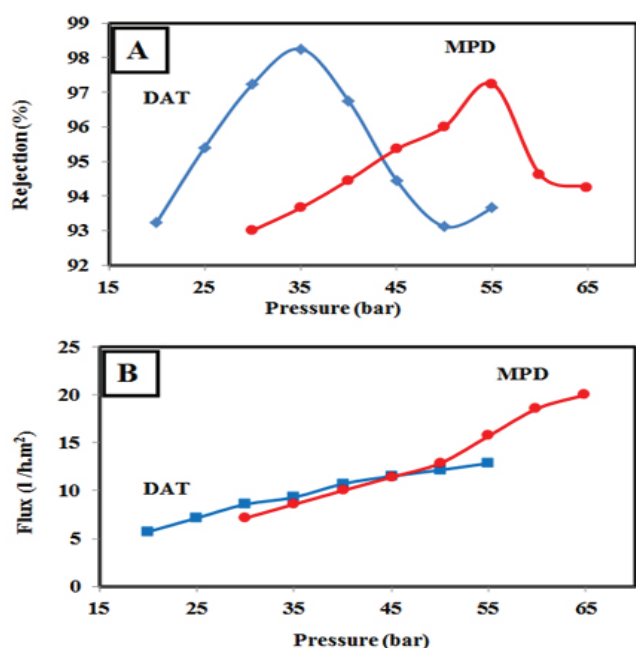 99
98
97
96
95
94
93
92
Rejection (%)
A
DAT
MPD
15 25 35 45 55 65
Pressure (bar)
25
20
15
10
5
0
Flux (l /h.m²)
B
MPD
DAT
15 25 35 45 55 65
Pressure (bar)